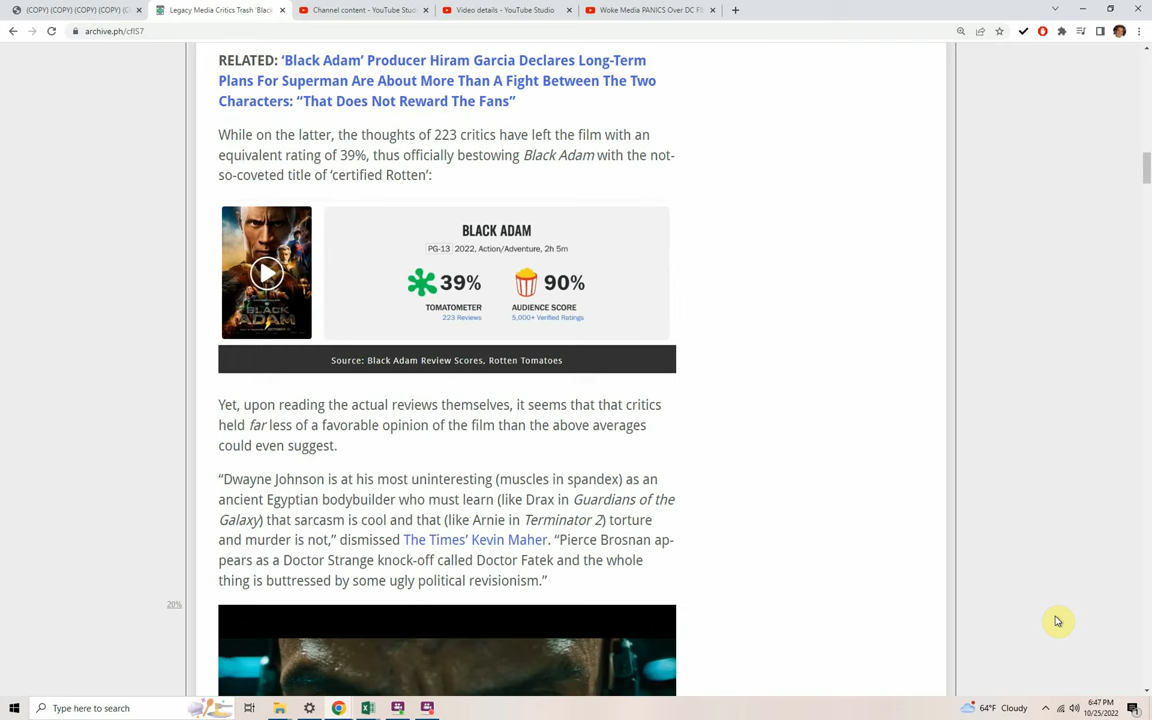 (COPY) (COPY) (COPY) (COPY) (C
Legacy Media Critics Trash 'Black
Channel content - YouTube Studi
Video details - YouTube Studio
Woke Media PANICS Over DC Fil
archive.ph/cfIS7
RELATED: ‘Black Adam’ Producer Hiram Garcia Declares Long-Term
Plans For Superman Are About More Than A Fight Between The Two
Characters: “That Does Not Reward The Fans”
While on the latter, the thoughts of 223 critics have left the film with an
equivalent rating of 39%, thus officially bestowing Black Adam with the not-
so-coveted title of ‘certified Rotten’:
BLACK ADAM
PG-13 2022, Action/Adventure, 2h 5m
39% 90%
TOMATOMETER AUDIENCE SCORE
223 Reviews 5,000+ Verified Ratings
BLACK
ADAM
Source: Black Adam Review Scores, Rotten Tomatoes
Yet, upon reading the actual reviews themselves, it seems that that critics
held far less of a favorable opinion of the film than the above averages
could even suggest.
“Dwayne Johnson is at his most uninteresting (muscles in spandex) as an
ancient Egyptian bodybuilder who must learn (like Drax in Guardians of the
Galaxy) that sarcasm is cool and that (like Arnie in Terminator 2) torture
and murder is not,” dismissed The Times’ Kevin Maher. “Pierce Brosnan ap-
pears as a Doctor Strange knock-off called Doctor Fatek and the whole
thing is buttressed by some ugly political revisionism.”
20%
Type here to search
64°F Cloudy
6:47 PM
10/25/2022